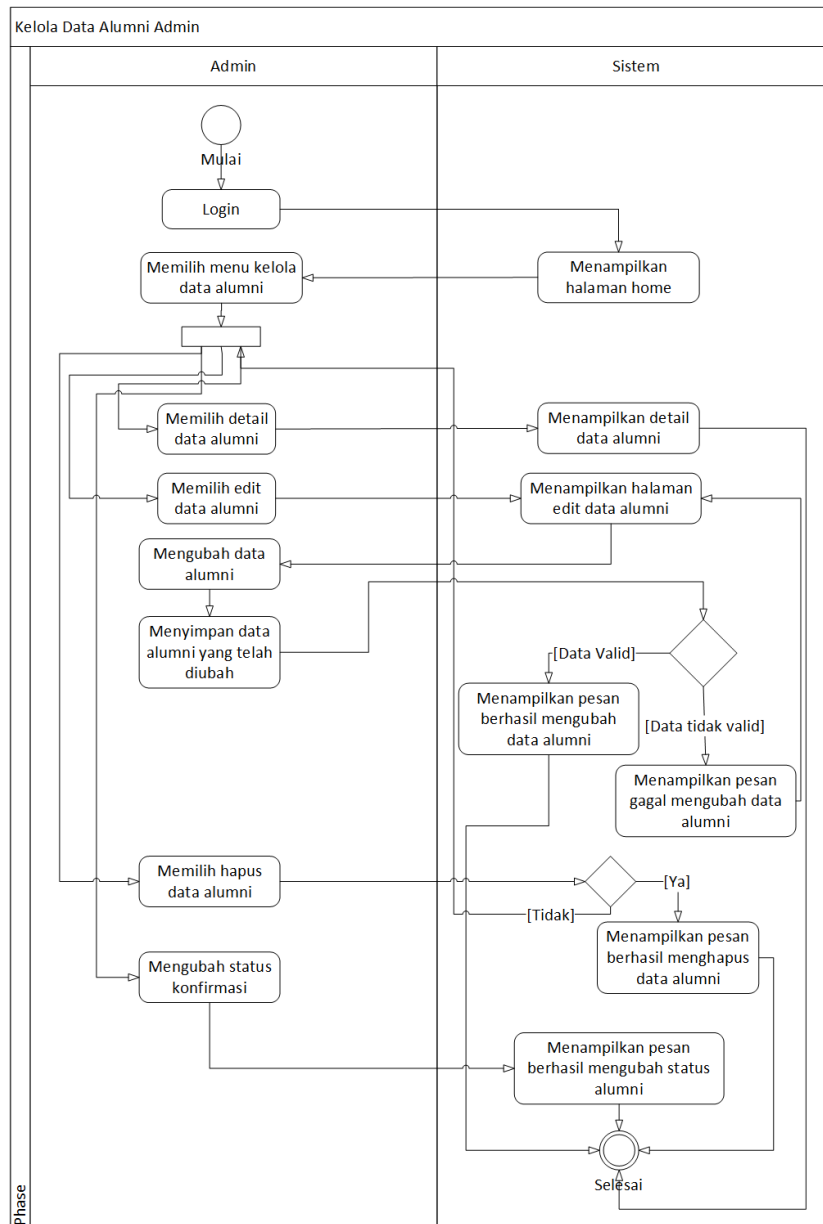 Kelola Data Alumni Admin
Admin
Sistem
Mulai
Login
Memilih menu kelola
data alumni
Menampilkan
halaman home
Memilih detail
data alumni
Menampilkan detail
data alumni
Memilih edit
data alumni
Menampilkan halaman
edit data alumni
Mengubah data
alumni
Menyimpan data
alumni yang telah
diubah
[Data Valid]
Menampilkan pesan
berhasil mengubah
data alumni
[Data tidak valid]
Menampilkan pesan
gagal mengubah data
alumni
Memilih hapus
data alumni
[Ya]
[Tidak]
Menampilkan pesan
berhasil menghapus
data alumni
Mengubah status
konfirmasi
Menampilkan pesan
berhasil mengubah status
alumni
Selesai
Phase